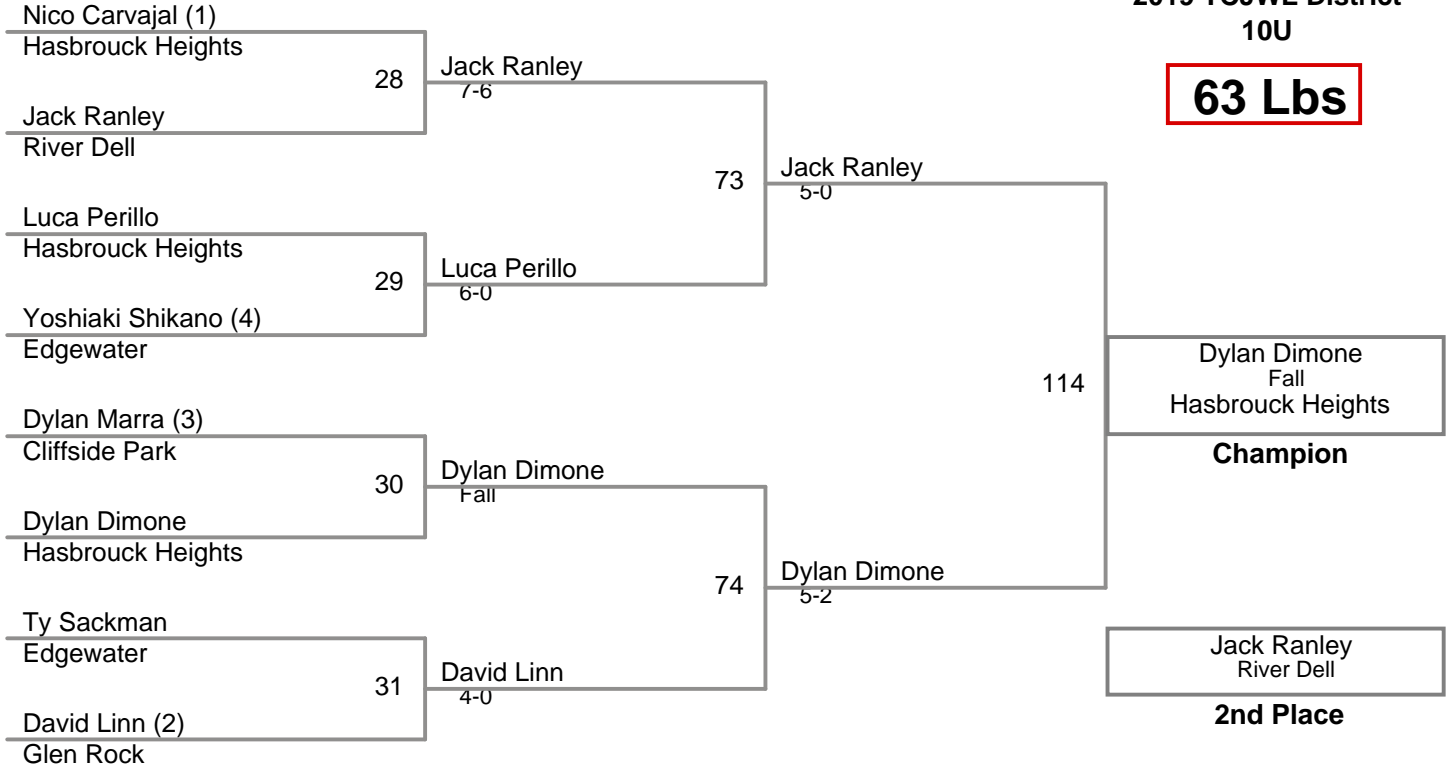 2019 District
10U
63 Lbs
Nico Carvajal (1)
Hasbrouck Heights
28
Jack Ranley
7-6
Jack Ranley
River Dell
73
Jack Ranley
5-0
Luca Perillo
Hasbrouck Heights
29
Luca Perillo
6-0
Yoshiaki Shikano (4)
Edgewater
114
Dylan Dimone
Fall
Hasbrouck Heights
Champion
Dylan Marra (3)
Cliffside Park
30
Dylan Dimone
Fall
Dylan Dimone
Hasbrouck Heights
74
Dylan Dimone
5-2
Ty Sackman
Edgewater
31
David Linn
4-0
David Linn (2)
Glen Rock
Jack Ranley
River Dell
2nd Place